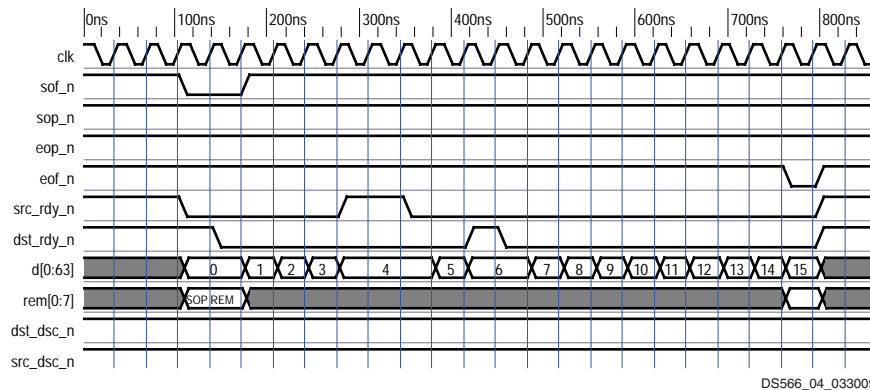 0ns 100ns 200ns 300ns 400ns 500ns 600ns 700ns 800ns
clk
sof_n
sop_n
eop_n
eof_n
src_rdy_n
dst_rdy_n
d[0:63] 0 1 2 3 4 5 6 7 8 9 10 11 12 13 14 15
rem[0:7] SOP REM
dst_dsc_n
src_dsc_n
DS566_04_033009